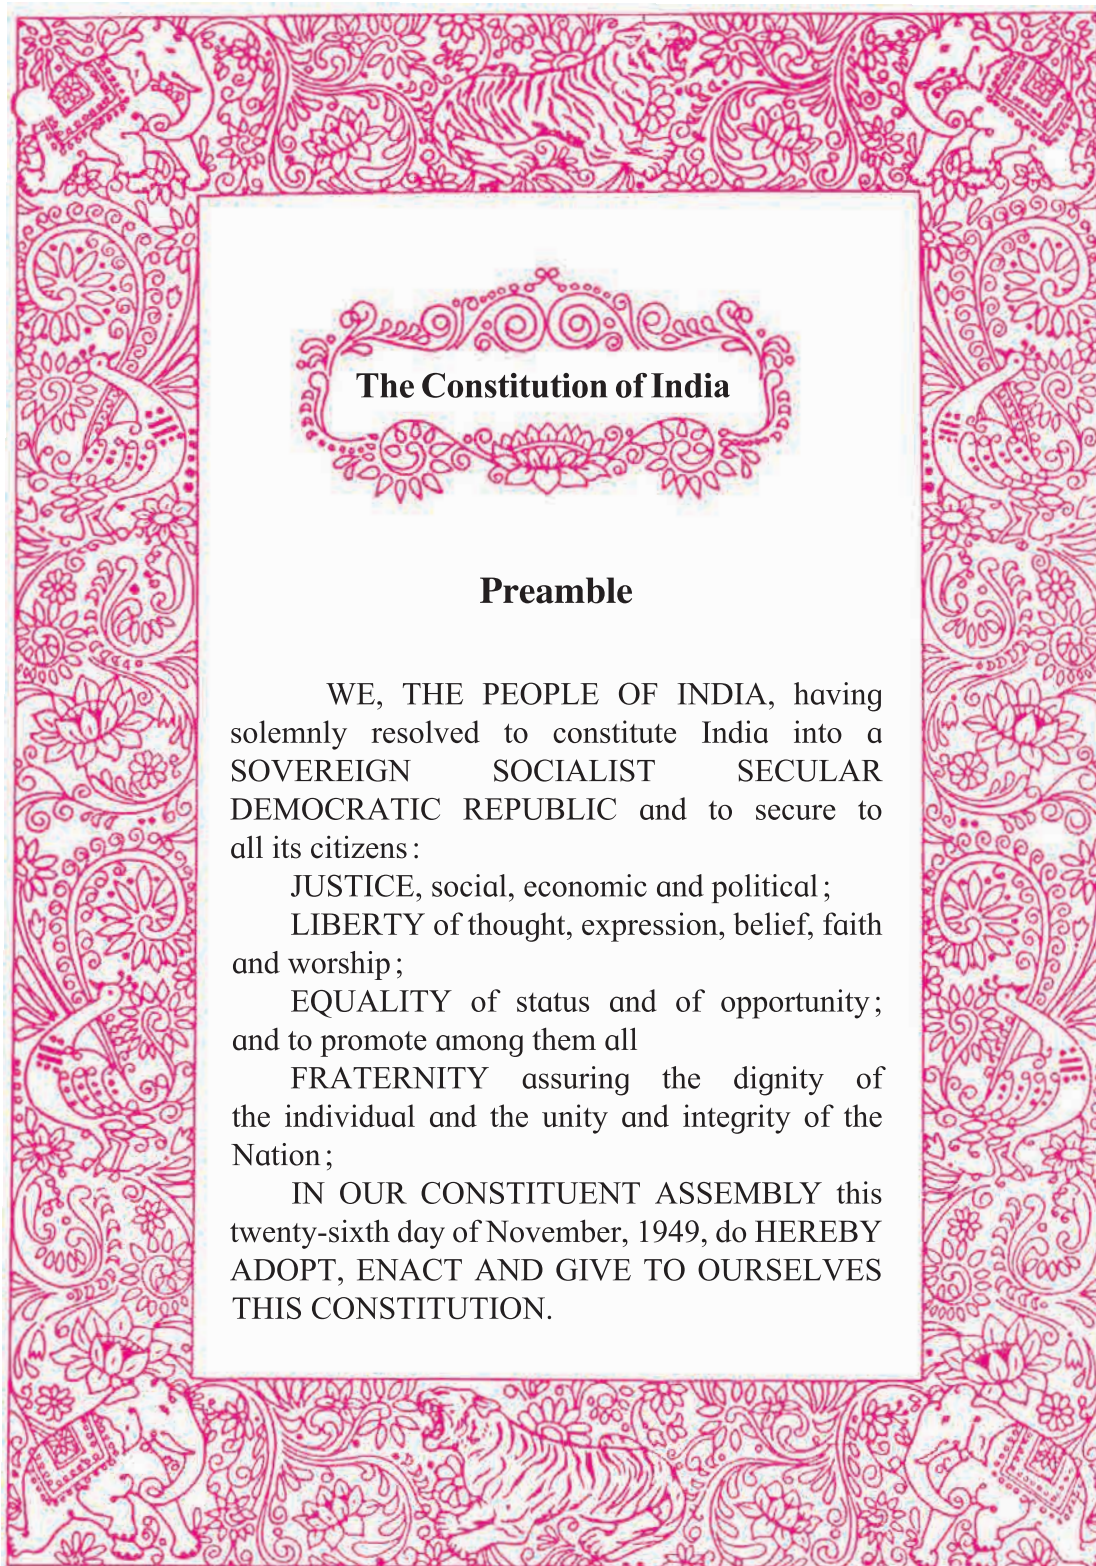 The Constitution of India
Preamble
WE, THE PEOPLE OF INDIA, having
solemnly resolved to constitute India into a
SOVEREIGN SOCIALIST SECULAR
DEMOCRATIC REPUBLIC and to secure to
all its citizens :
JUSTICE, social, economic and political ;
LIBERTY of thought, expression, belief, faith
and worship ;
EQUALITY of status and of opportunity ;
and to promote among them all
FRATERNITY assuring the dignity of
the individual and the unity and integrity of the
Nation ;
IN OUR CONSTITUENT ASSEMBLY this
twenty-sixth day of November, 1949, do HEREBY
ADOPT, ENACT AND GIVE TO OURSELVES
THIS CONSTITUTION.